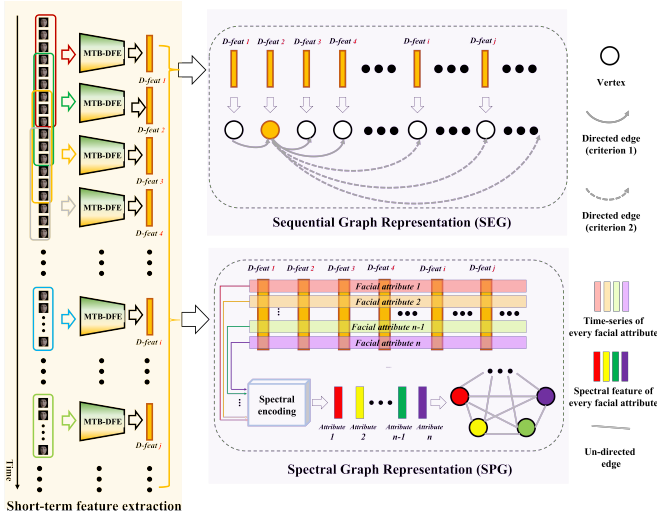 MTB-DFE
D-feat 1
MTB-DFE
D-feat 2
MTB-DFE
D-feat 3
MTB-DFE
D-feat 4
MTB-DFE
D-feat i
MTB-DFE
D-feat j
Time
Short-term feature extraction
D-feat 1 D-feat 2 D-feat 3 D-feat 4 D-feat i D-feat j
Sequential Graph Representation (SEG)
D-feat 1 D-feat 2 D-feat 3 D-feat 4 D-feat i D-feat j
Facial attribute 1
Facial attribute 2
Facial attribute n-1
Facial attribute n
Spectral
encoding
Attribute Attribute Attribute Attribute
1 2 n-1 n
Spectral Graph Representation (SPG)
Vertex
Directed edge
(criterion 1)
Directed edge
(criterion 2)
Time-series of
every facial attribute
Spectral feature of
every facial attribute
Un-directed
edge